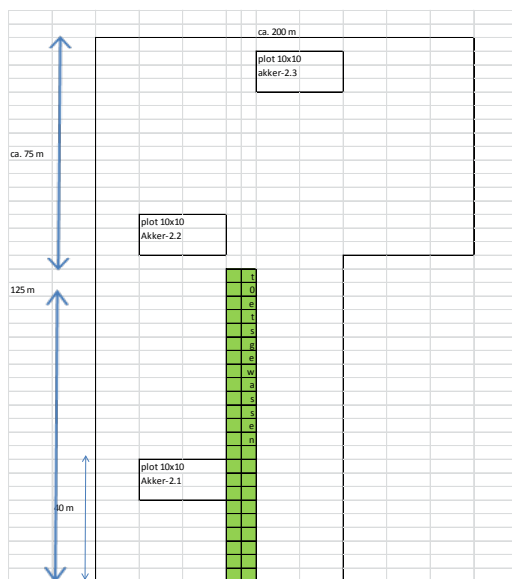 ca. 200 m
plot 10x10
akker-2.3
ca. 75 m
plot 10x10
Akker-2.2
125 m
t0etsgewassen
plot 10x10
Akker-2.1
40 m